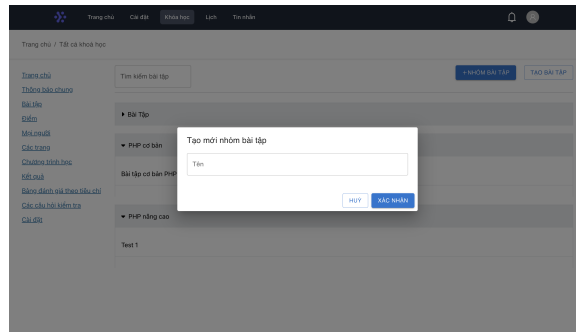 Trang chủ Cài đặt Khóa học Lịch Tin nhắn
Trang chủ / Tất cả khoá học
Trang chủ
Thông báo chung
Bài tập
Điểm
Mọi người
Các trang
Chương trình học
Kết quả
Bảng đánh giá theo tiêu chí
Các câu hỏi kiểm tra
Cài đặt
Tìm kiếm bài tập
+ NHÓM BÀI TẬP
TẠO BÀI TẬP
Bài Tập
PHP cơ bản
Bài tập cơ bản PHP
PHP nâng cao
Test 1
Tạo mới nhóm bài tập
Tên
HUỶ
XÁC NHẬN